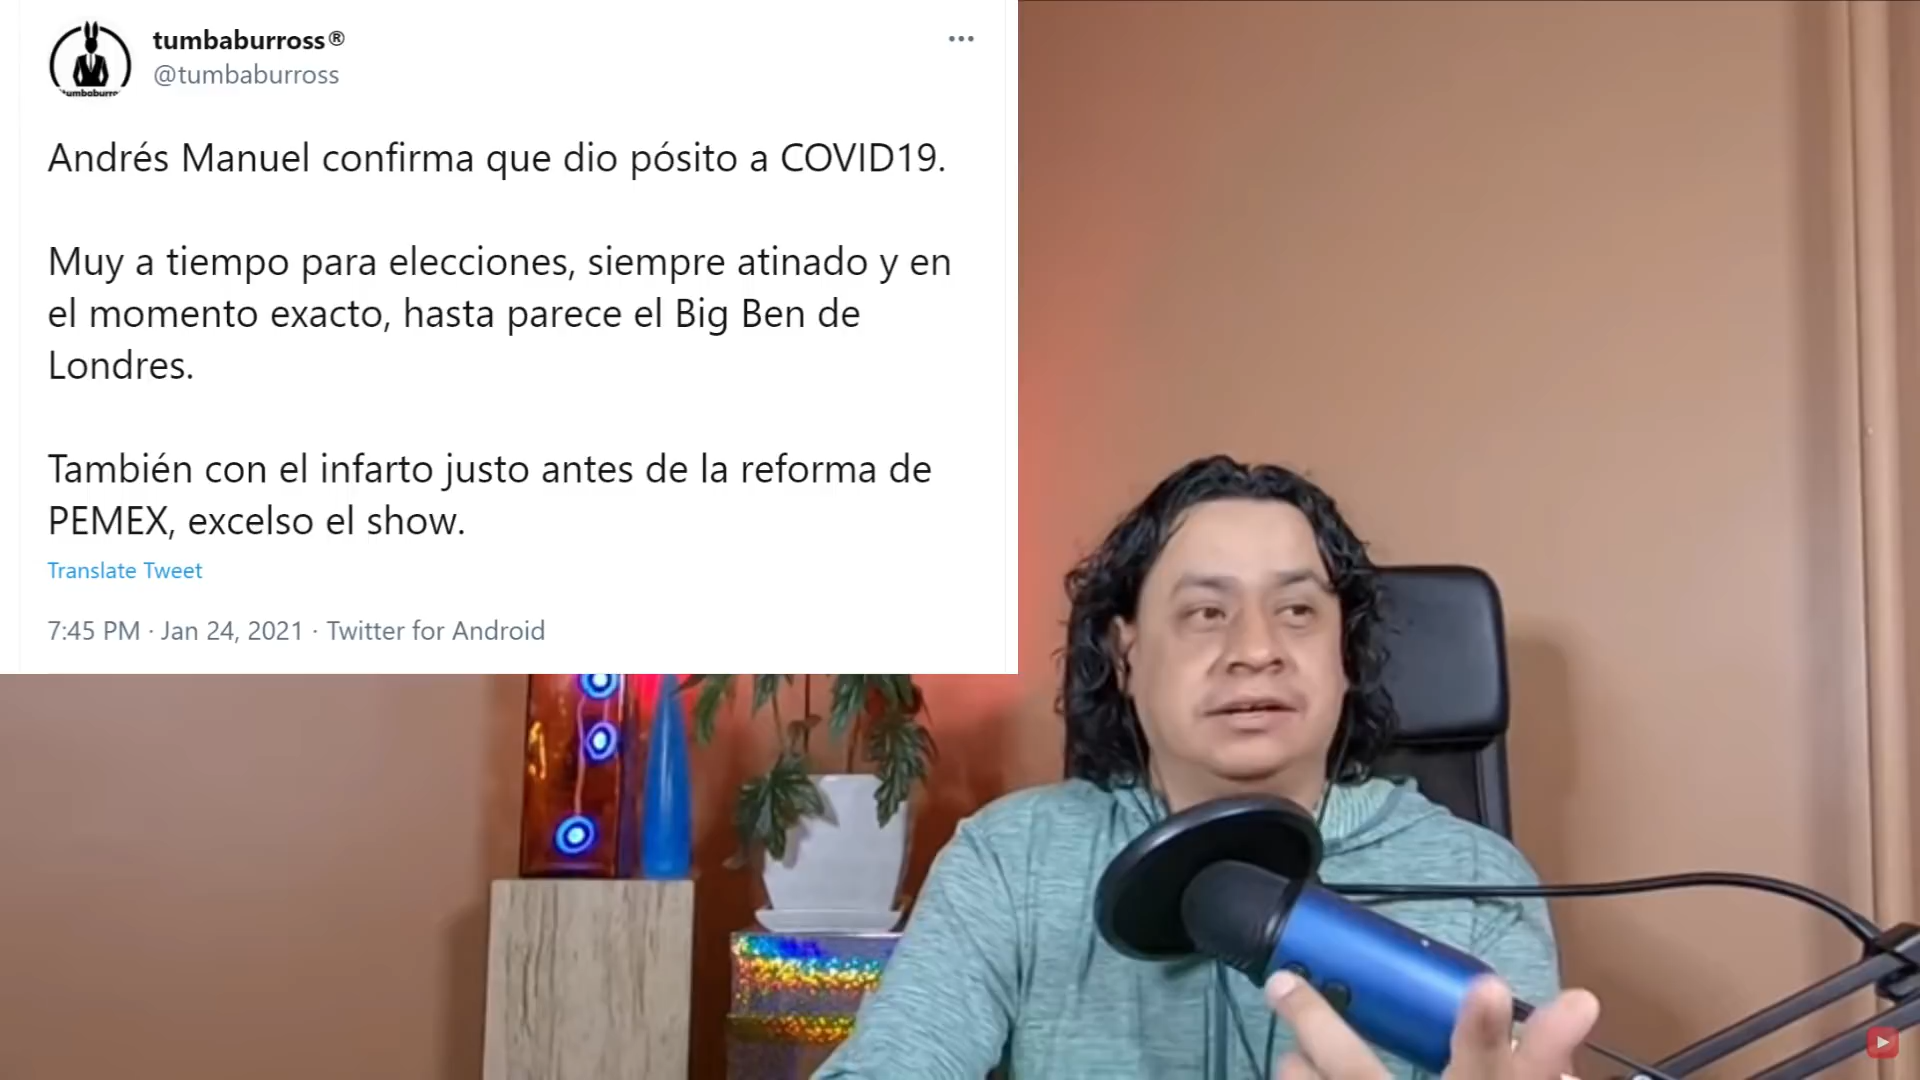 tumbaburross®
@tumbaburross
Andrés Manuel confirma que dio pósito a COVID19.
Muy a tiempo para elecciones, siempre atinado y en
el momento exacto, hasta parece el Big Ben de
Londres.
También con el infarto justo antes de la reforma de
PEMEX, excelso el show.
Translate Tweet
7:45 PM · Jan 24, 2021 · Twitter for Android